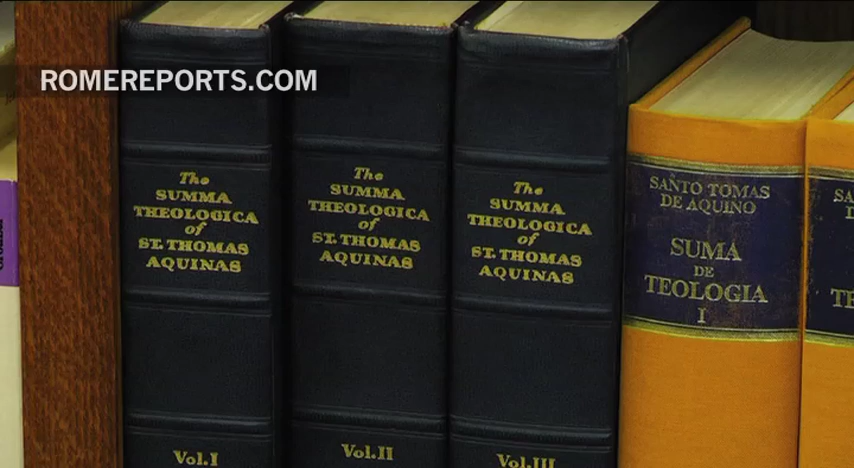 ROMEREPORTS.COM
The
SUMMA
THEOLOGICA
of
ST. THOMAS
AQUINAS
Vol.I
The
SUMMA
THEOLOGICA
of
ST. THOMAS
AQUINAS
Vol.II
The
SUMMA
THEOLOGICA
of
ST. THOMAS
AQUINAS
Vol.III
SANTO TOMAS
DE AQUINO
SUMA
DE
TEOLOGIA
I